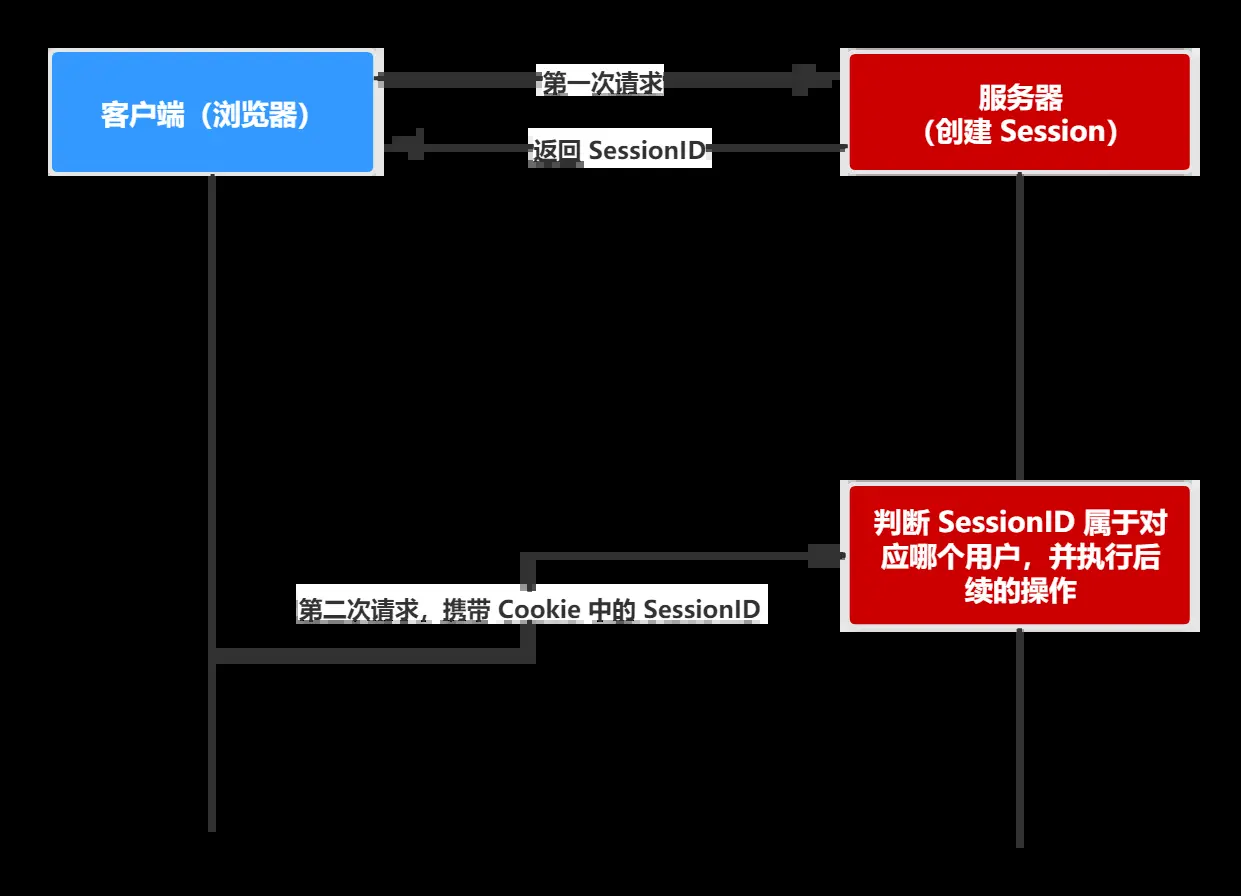 客户端（浏览器）
第一次请求
服务器
（创建 Session）
返回 SessionID
判断 SessionID 属于对
应哪个用户，并执行后
续的操作
第二次请求，携带 Cookie 中的 SessionID